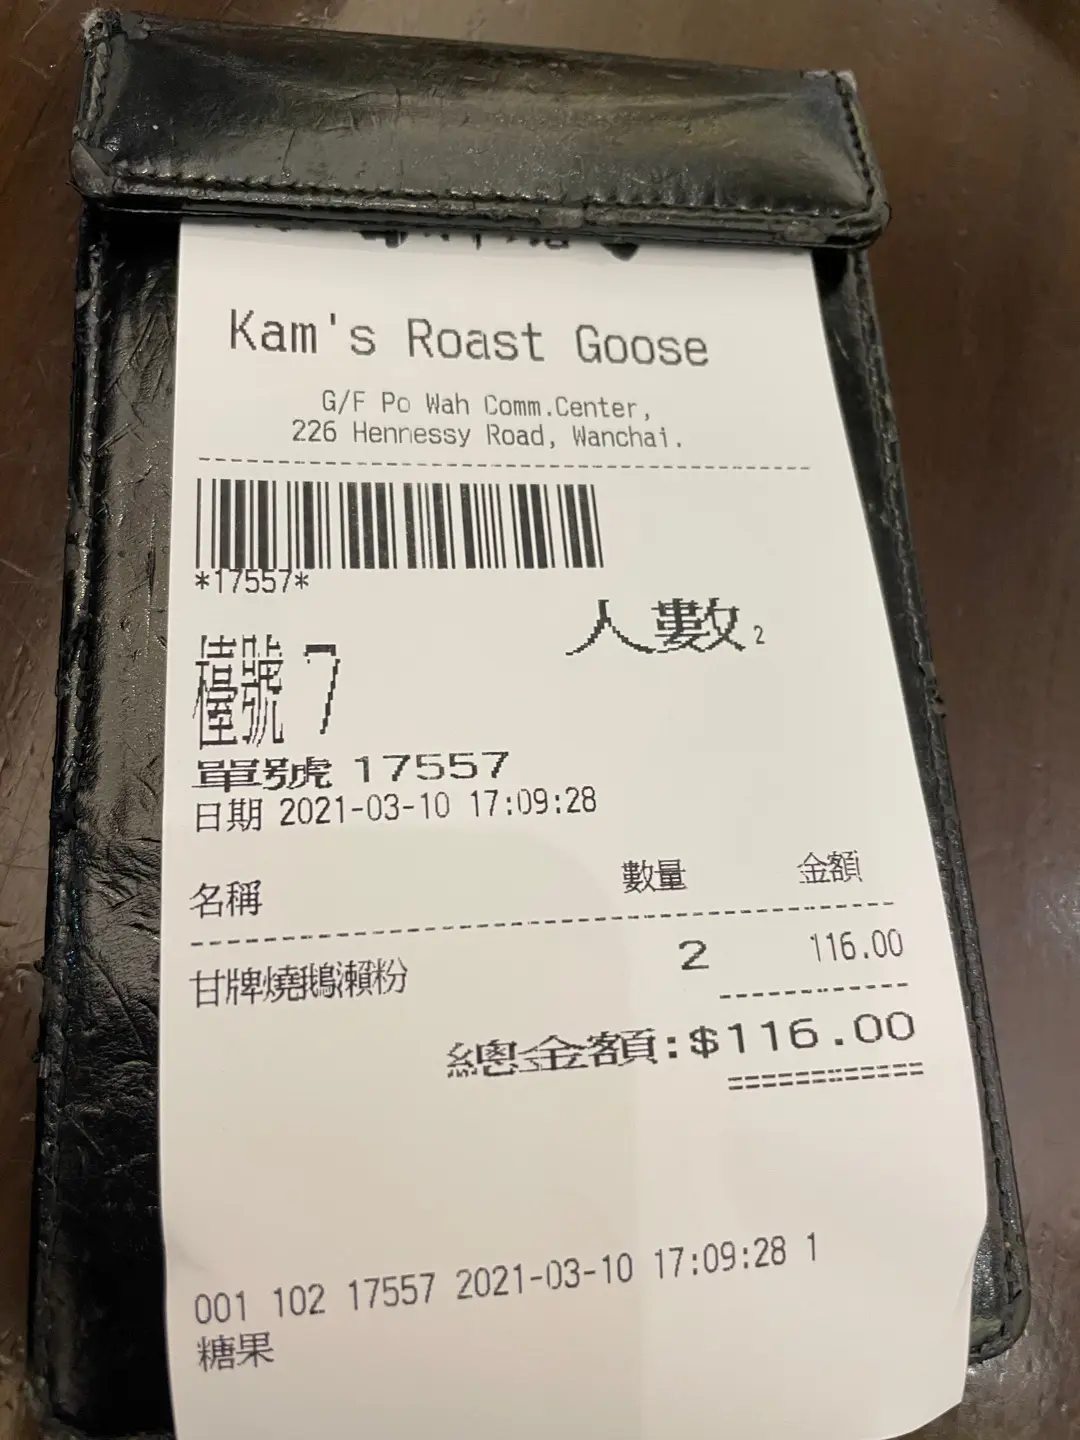 Kam's Roast Goose
G/F Po Wah Comm.Center,
226 Hennessy Road, Wanchai.
*17557*
人數 2
檯號 7
單號 17557
日期 2021-03-10 17:09:28
名稱 數量 金額
甘牌燒鵝瀨粉 2 116.00
總金額:$116.00
============
001 102 17557 2021-03-10 17:09:28 1
糖果